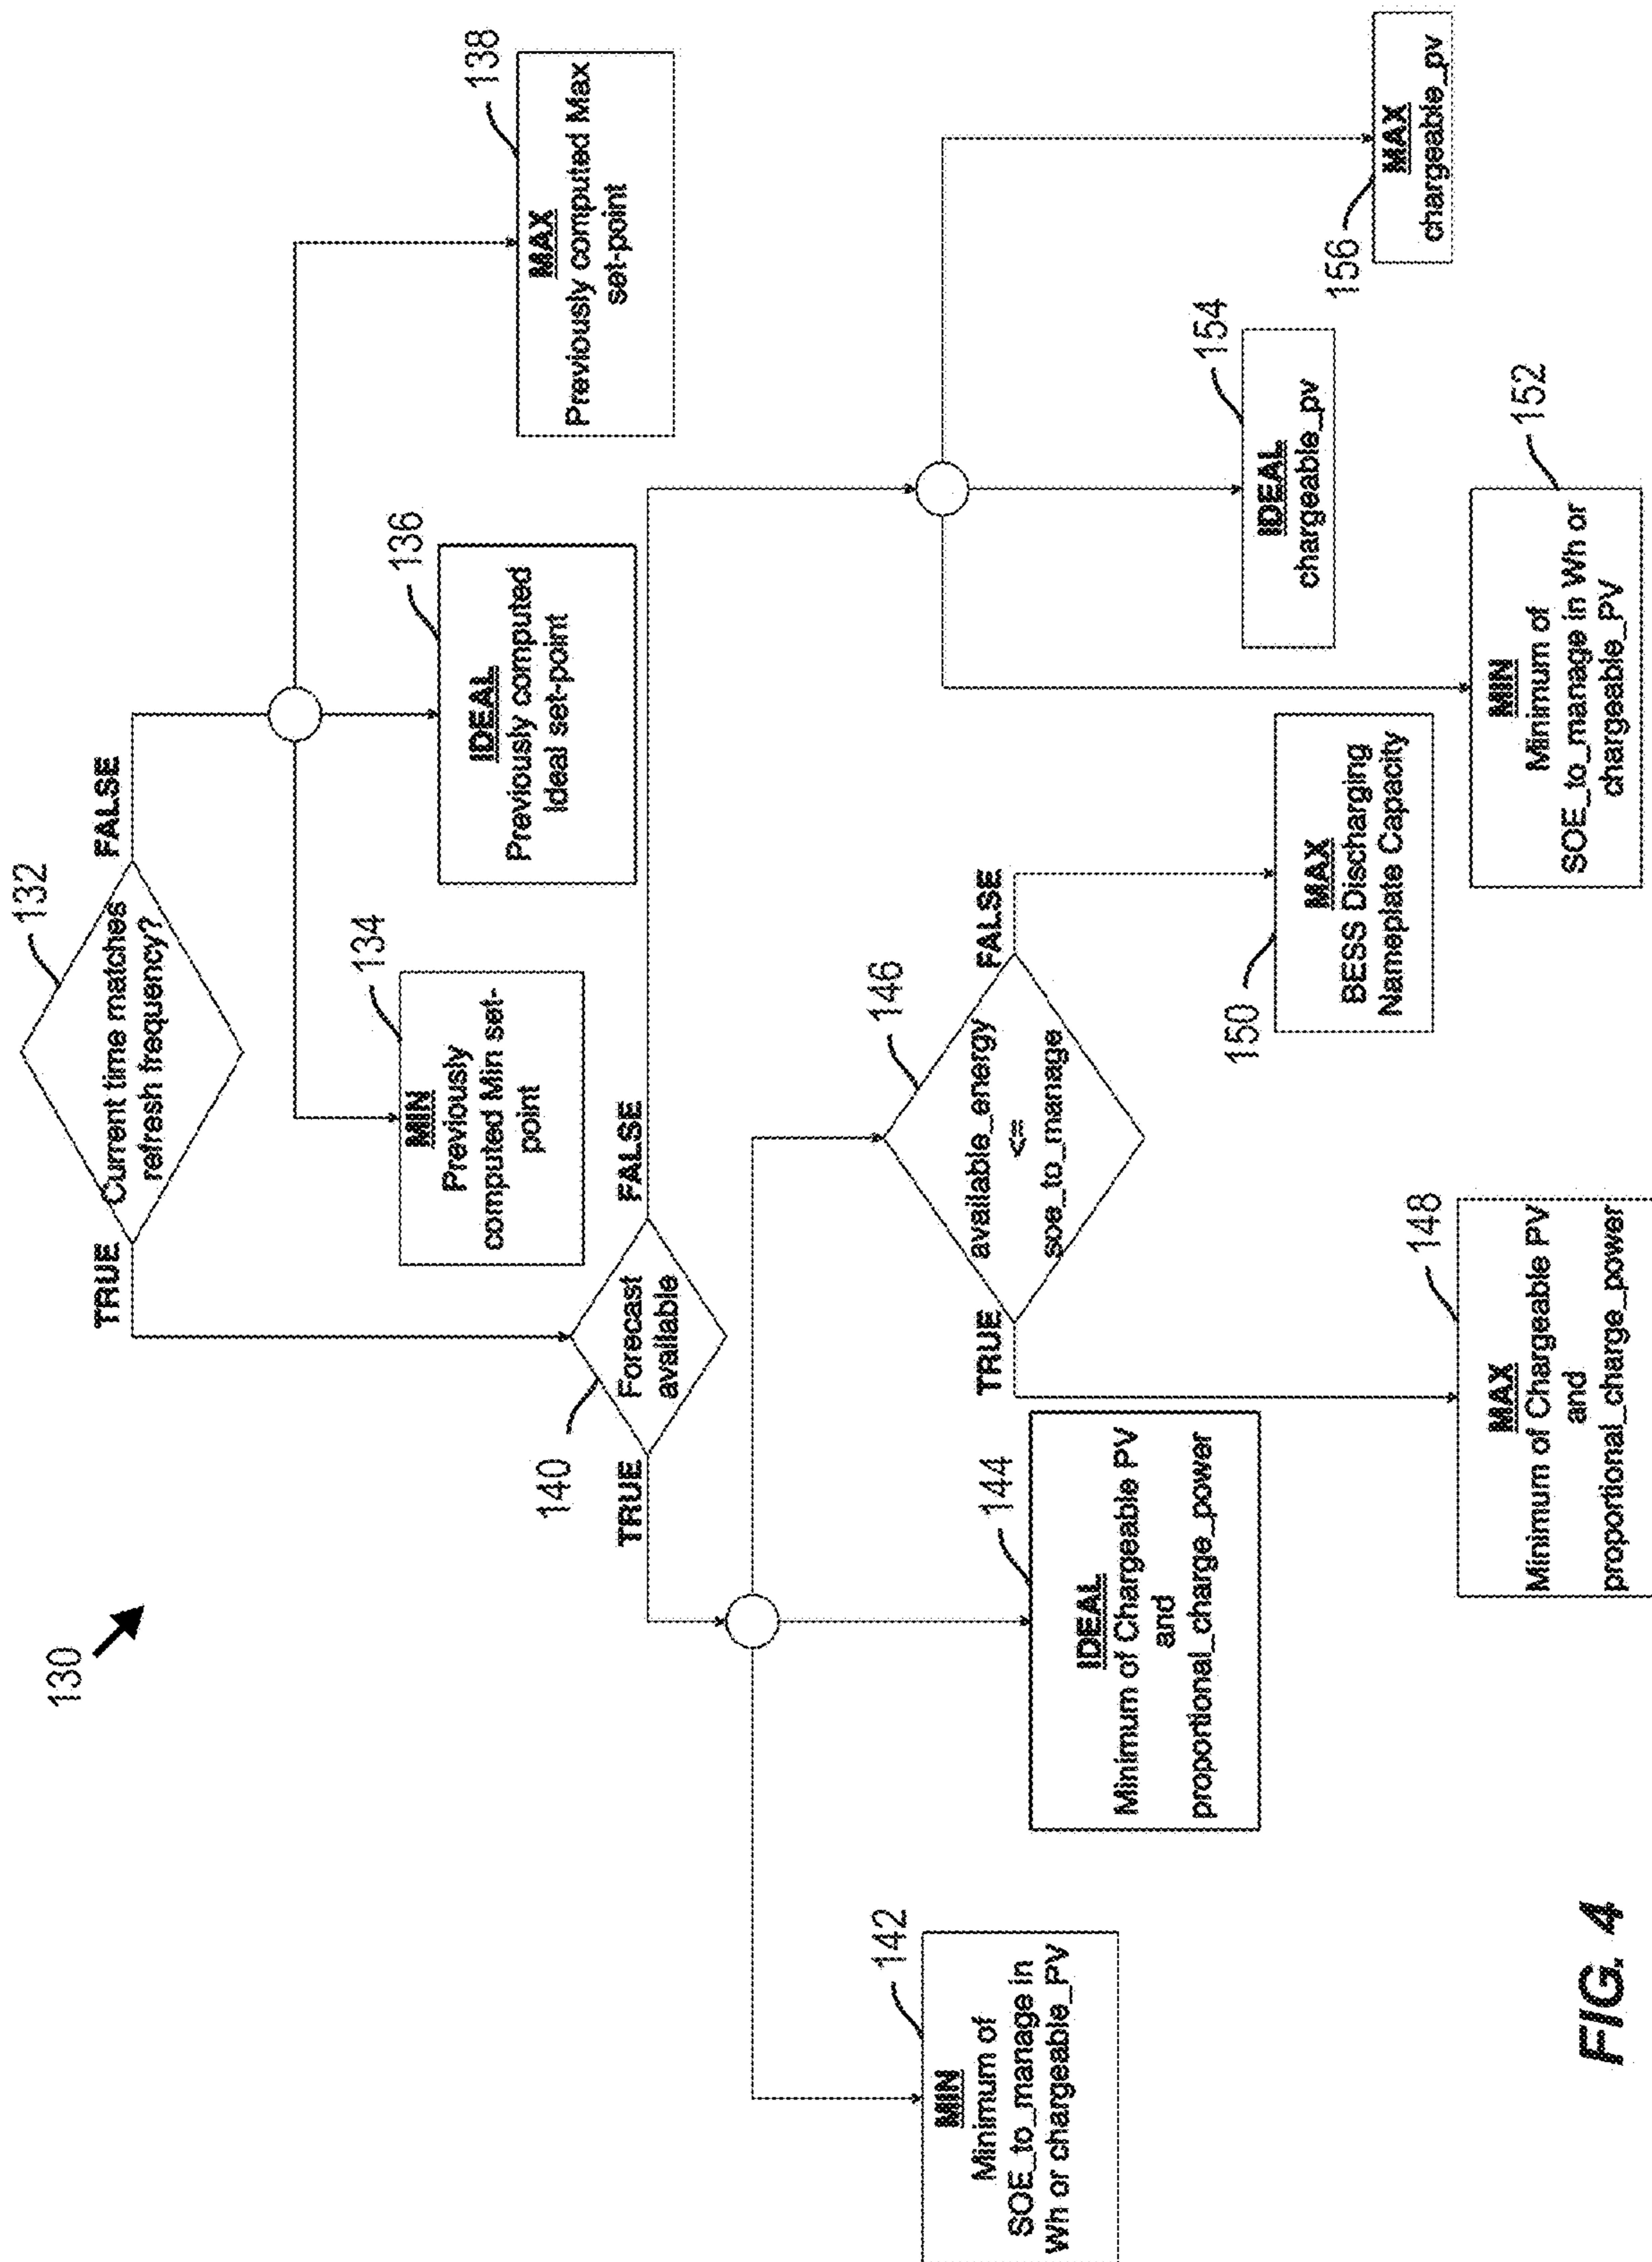 130
132
Current time matches
refresh frequency?
TRUE
FALSE
134
MIN
Previously
computed Min set-
point
136
IDEAL
Previously computed
Ideal set-point
138
MAX
Previously computed Max
set-point
140
Forecast
available
TRUE
FALSE
142
MIN
Minimum of
SOE_to_manage in
Wh or chargeable_PV
144
IDEAL
Minimum of Chargeable PV
and
proportional_charge_power
146
available_energy
<=
soe_to_manage
TRUE
FALSE
148
MAX
Minimum of Chargeable PV
and
proportional_charge_power
150
MAX
BESS Discharging
Nameplate Capacity
152
MIN
Minimum of
SOE_to_manage in Wh or
chargeable_PV
154
IDEAL
chargeable_pv
156
MAX
chargeable_pv
FIG. 4